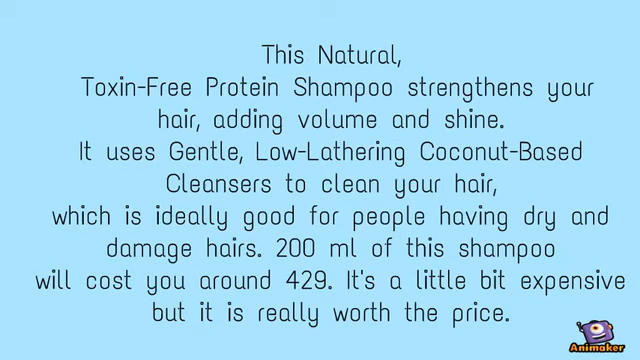 This Natural,
Toxin-Free Protein Shampoo strengthens your
hair, adding volume and shine.
It uses Gentle, Low-Lathering Coconut-Based
Cleansers to clean your hair,
which is ideally good for people having dry and
damage hairs. 200 ml of this shampoo
will cost you around 429. It's a little bit expensive
but it is really worth the price.
Animaker